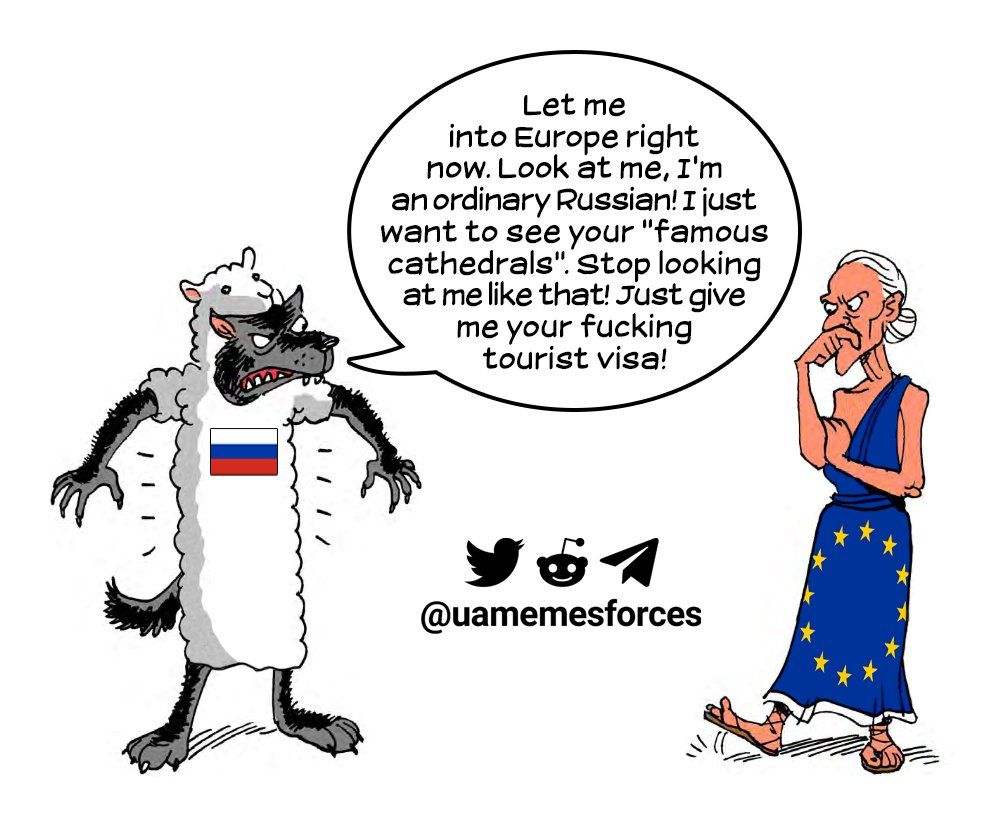 Let me
into Europe right
now. Look at me, I'm
an ordinary Russian! I just
want to see your "famous
cathedrals". Stop looking
at me like that! Just give
me your fucking
tourist visa!
@uamemesforces